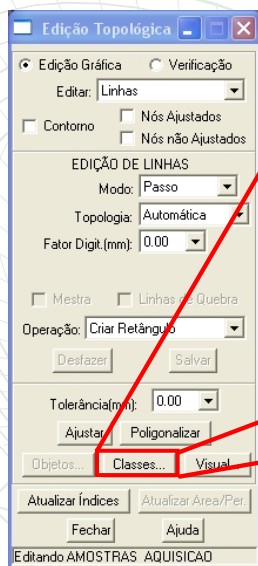 Edição Topológica
Edição Gráfica Verificação
Editar: Linhas
Contorno Nós Ajustados
Nós não Ajustados
EDIÇÃO DE LINHAS
Modo: Passo
Topologia: Automática
Fator Digit.(mm): 0.00
Mestra Linhas de Quebra
Operação: Criar Retângulo
Desfazer Salvar
Tolerância(mm): 0.00
Ajustar Poligonalizar
Objetos... Classes... Visual...
Atualizar Índices Atualizar Área/Per.
Fechar Ajuda
Editando AMOSTRAS AQUISICAO